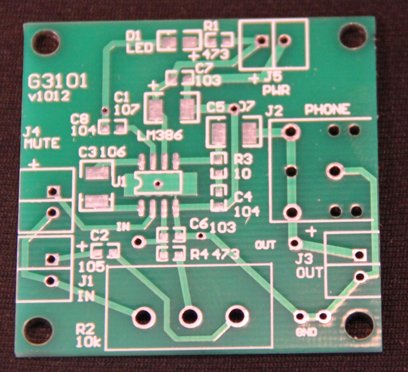 D1
LED
R1
473
G3101
v1012
C7
103
J5
PWR
+
+
C1
107
C5
107
J2
PHONE
J4
MUTE
+
C8
104
LM386
C3 106
U1
R3
10
C4
104
IN
C6
103
OUT
+
J3
OUT
+
C2
105
R4 473
J1
IN
R2
10k
GND